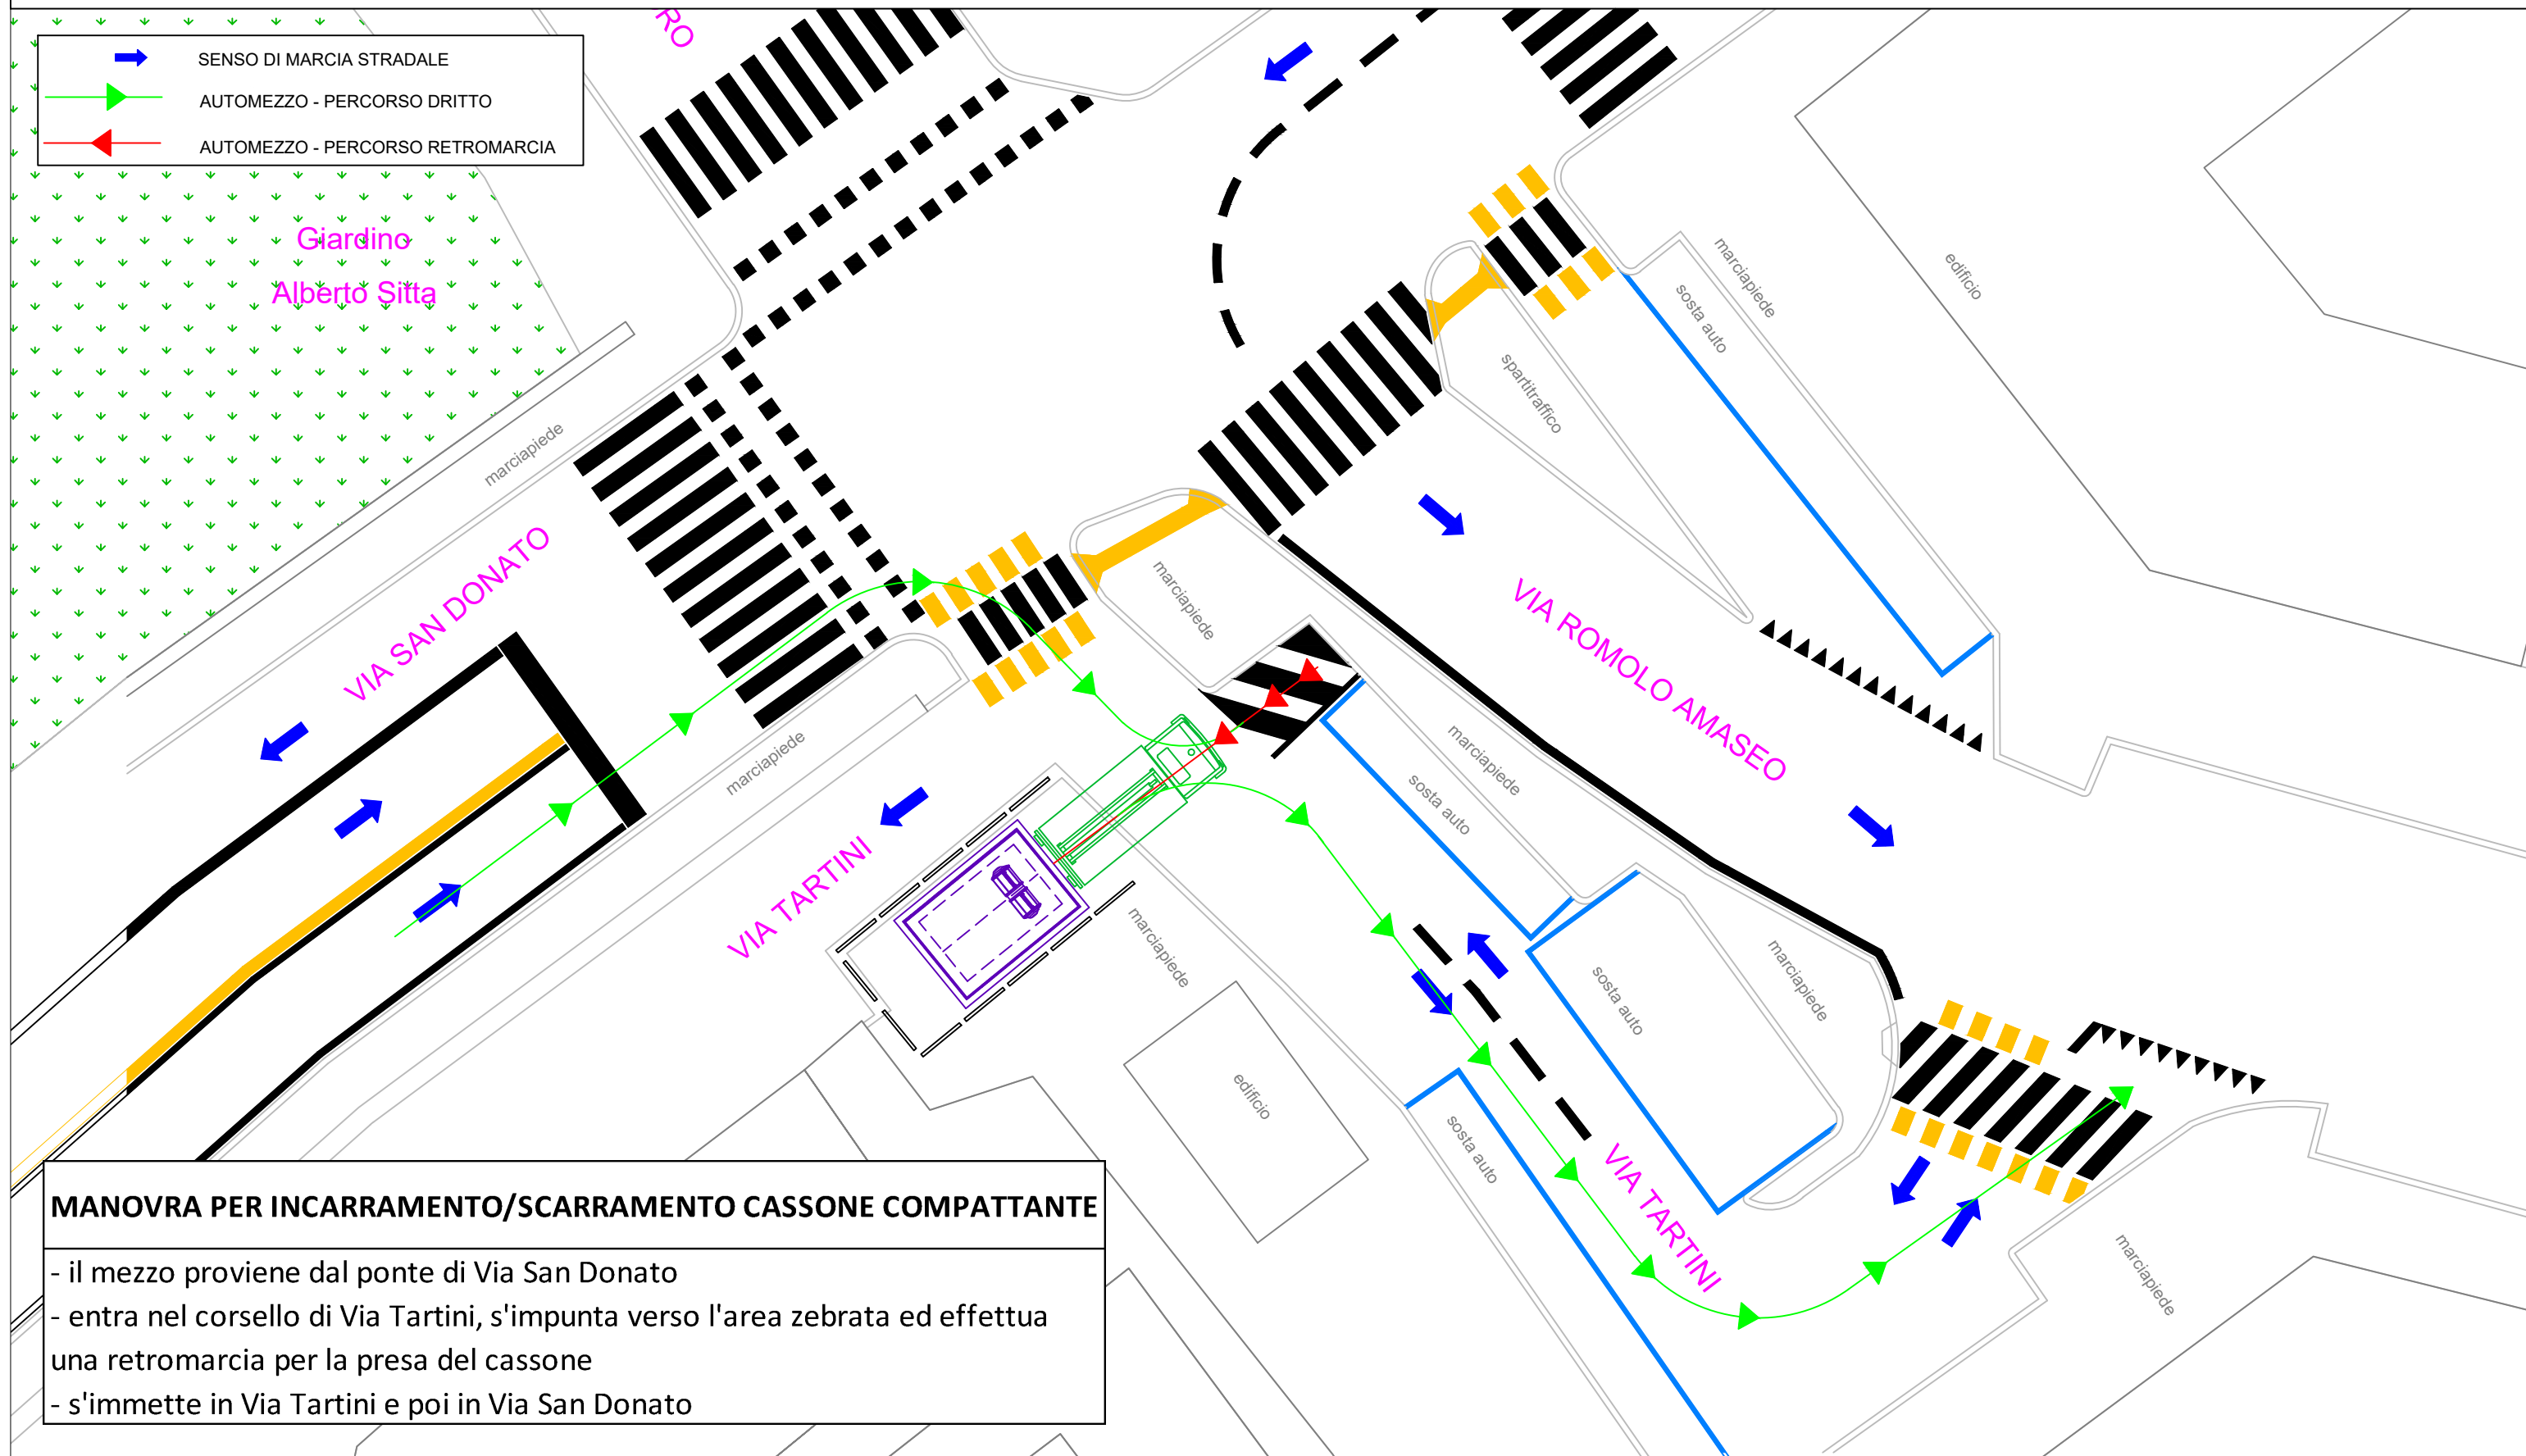 RO
SENSO DI MARCIA STRADALE
AUTOMEZZO - PERCORSO DRITTO
AUTOMEZZO - PERCORSO RETROMARCIA
Giardino
Alberto Sitta
marciapiede
VIA SAN DONATO
marciapiede
VIA TARTINI
marciapiede
edificio
marciapiede
spartitraffico
sosta auto
marciapiede
edificio
VIA ROMOLO AMASEO
marciapiede
sosta auto
sosta auto
marciapiede
sosta auto
VIA TARTINI
marciapiede
MANOVRA PER INCARRAMENTO/SCARRAMENTO CASSONE COMPATTANTE
- il mezzo proviene dal ponte di Via San Donato
- entra nel corsello di Via Tartini, s'impunta verso l'area zebrata ed effettua
una retromarcia per la presa del cassone
- s'immette in Via Tartini e poi in Via San Donato